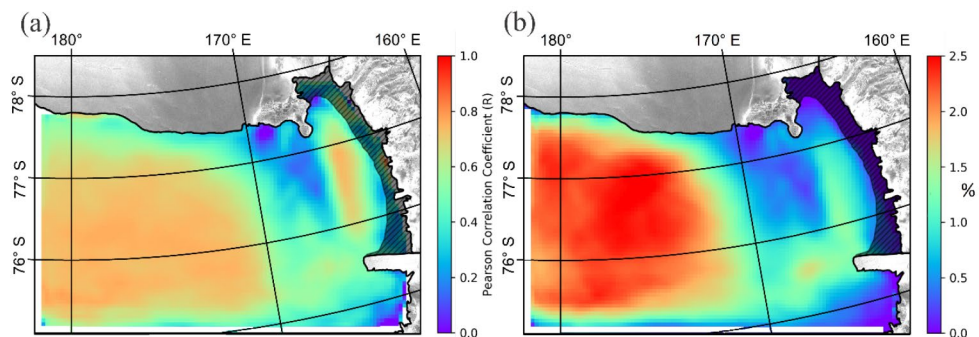 (a)
180°
170° E
160° E
78° S
77° S
76° S
1.0
0.8
0.6
0.4
0.2
0.0
Pearson Correlation Coefficient (R)
(b)
180°
170° E
160° E
78° S
77° S
76° S
2.5
2.0
1.5
1.0
0.5
0.0
%